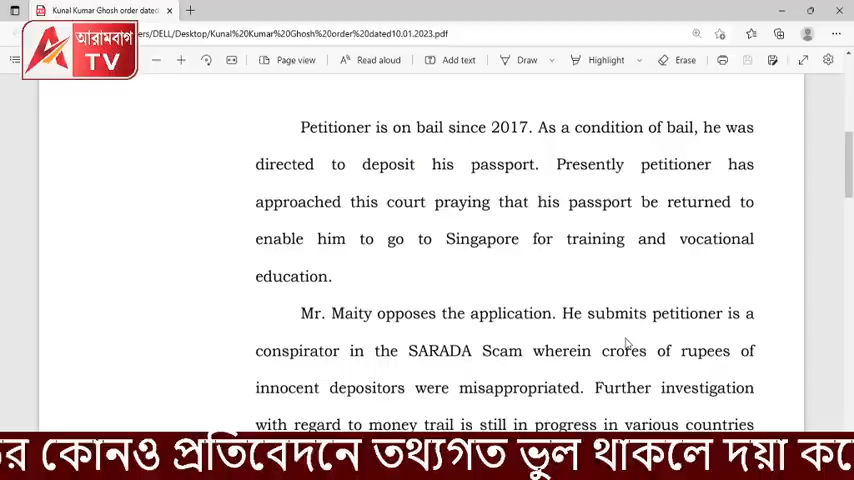 Kunal Kumar Ghosh order dated
/DELL/Desktop/Kunal%20Kumar%20Ghosh%20order%20dated10.01.2023.pdf
আরামবাগ
TV
Page view
Read aloud
Add text
Draw
Highlight
Erase
Petitioner is on bail since 2017. As a condition of bail, he was
directed to deposit his passport. Presently petitioner has
approached this court praying that his passport be returned to
enable him to go to Singapore for training and vocational
education.
Mr. Maity opposes the application. He submits petitioner is a
conspirator in the SARADA Scam wherein crores of rupees of
innocent depositors were misappropriated. Further investigation
with regard to money trail is still in progress in various countries
কোনও প্রতিবেদনে তথ্যগত ভুল থাকলে দয়া